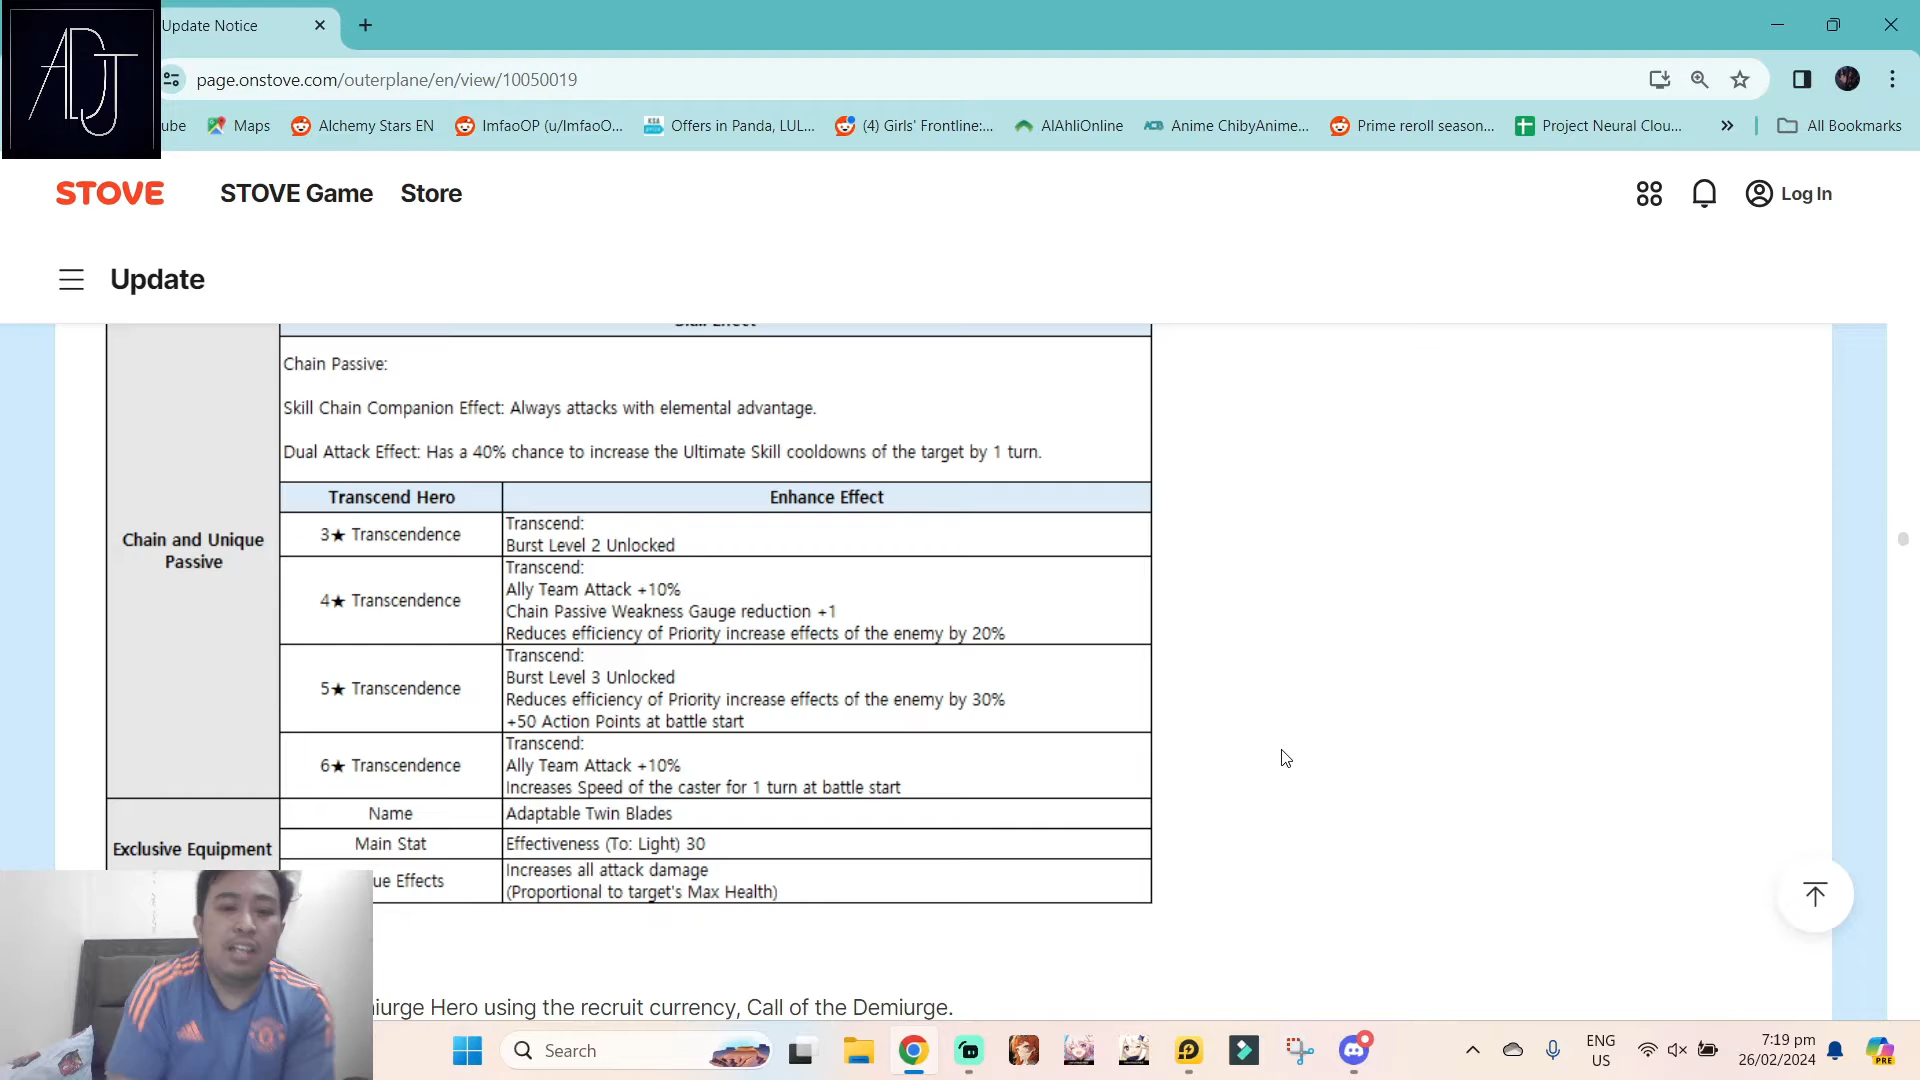 ADJ
Update Notice
page.onstove.com/outerplane/en/view/10050019
ube
Maps
Alchemy Stars EN
ImfaoOP (u/ImfaoO...
Offers in Panda, LUL...
(4) Girls' Frontline:...
AlAhliOnline
Anime ChibyAnime...
Prime reroll season...
Project Neural Clou...
All Bookmarks
STOVE
STOVE Game
Store
Log In
Update
Chain and Unique
Passive
Chain Passive:
Skill Chain Companion Effect: Always attacks with elemental advantage.
Dual Attack Effect: Has a 40% chance to increase the Ultimate Skill cooldowns of the target by 1 turn.
Transcend Hero
Enhance Effect
3★ Transcendence
Transcend:
Burst Level 2 Unlocked
4★ Transcendence
Transcend:
Ally Team Attack +10%
Chain Passive Weakness Gauge reduction +1
Reduces efficiency of Priority increase effects of the enemy by 20%
5★ Transcendence
Transcend:
Burst Level 3 Unlocked
Reduces efficiency of Priority increase effects of the enemy by 30%
+50 Action Points at battle start
6★ Transcendence
Transcend:
Ally Team Attack +10%
Increases Speed of the caster for 1 turn at battle start
Exclusive Equipment
Name
Adaptable Twin Blades
Main Stat
Effectiveness (To: Light) 30
ue Effects
Increases all attack damage
(Proportional to target's Max Health)
iurge Hero using the recruit currency, Call of the Demiurge.
Search
ENG
US
7:19 pm
26/02/2024
PRE